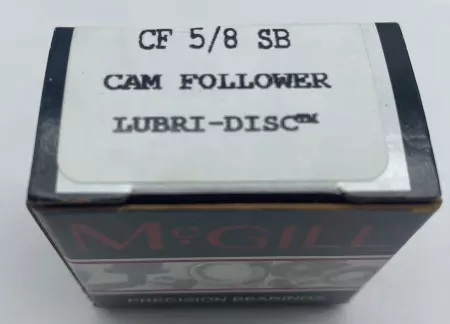 CF 5/8 SB
CAM FOLLOWER
LUBRI-DISC™
McGILL
PRECISION BEARINGS